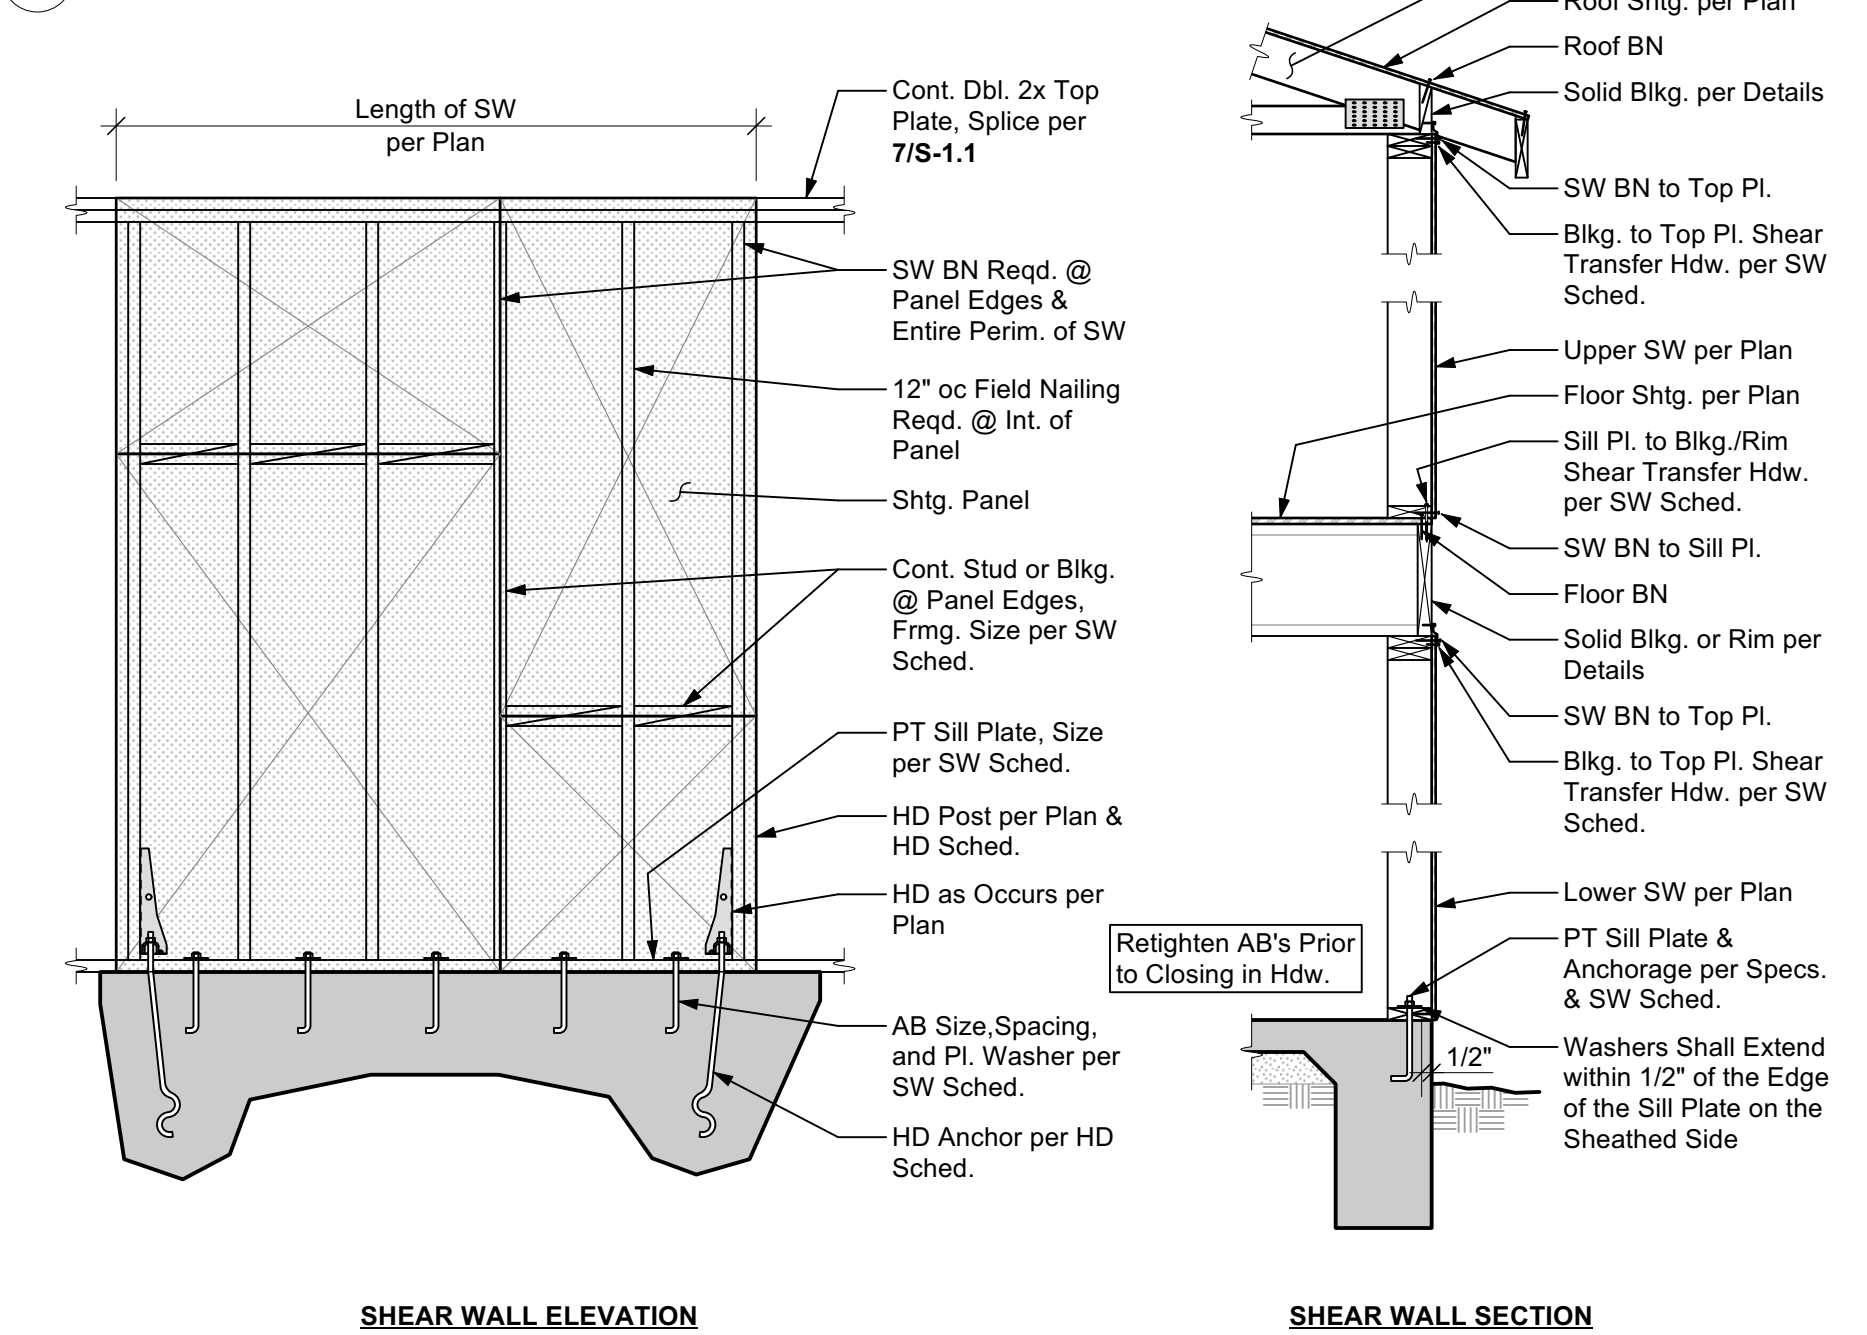 Length of SW
per Plan
Cont. Dbl. 2x Top
Plate, Splice per
7/S-1.1
SW BN Reqd. @
Panel Edges &
Entire Perim. of SW
12" oc Field Nailing
Reqd. @ Int. of
Panel
Shtg. Panel
Cont. Stud or Blkg.
@ Panel Edges,
Frmg. Size per SW
Sched.
PT Sill Plate, Size
per SW Sched.
HD Post per Plan &
HD Sched.
HD as Occurs per
Plan
AB Size,Spacing,
and Pl. Washer per
SW Sched.
HD Anchor per HD
Sched.
SHEAR WALL ELEVATION
Roof Shtg. per Plan
Roof BN
Solid Blkg. per Details
SW BN to Top Pl.
Blkg. to Top Pl. Shear
Transfer Hdw. per SW
Sched.
Upper SW per Plan
Floor Shtg. per Plan
Sill Pl. to Blkg./Rim
Shear Transfer Hdw.
per SW Sched.
SW BN to Sill Pl.
Floor BN
Solid Blkg. or Rim per
Details
SW BN to Top Pl.
Blkg. to Top Pl. Shear
Transfer Hdw. per SW
Sched.
Lower SW per Plan
Retighten AB's Prior
to Closing in Hdw.
PT Sill Plate &
Anchorage per Specs.
& SW Sched.
1/2"
Washers Shall Extend
within 1/2" of the Edge
of the Sill Plate on the
Sheathed Side
SHEAR WALL SECTION